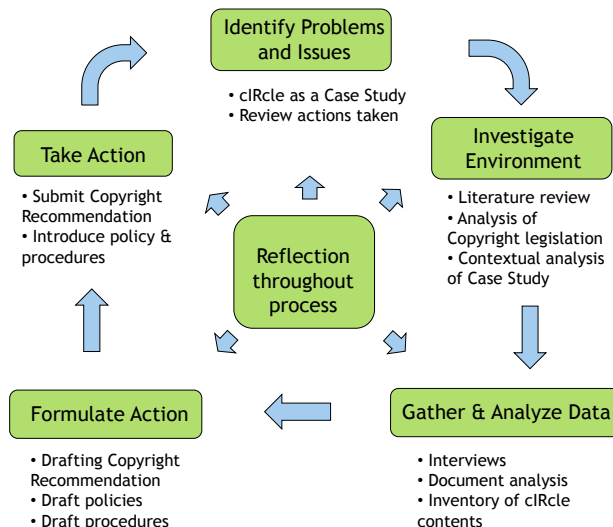 Identify Problems
and Issues
• cIRcle as a Case Study
• Review actions taken
Investigate
Environment
• Literature review
• Analysis of
Copyright legislation
• Contextual analysis
of Case Study
Gather & Analyze Data
• Interviews
• Document analysis
• Inventory of cIRcle
contents
Formulate Action
• Drafting Copyright
Recommendation
• Draft policies
• Draft procedures
Take Action
• Submit Copyright
Recommendation
• Introduce policy &
procedures
Reflection
throughout
process